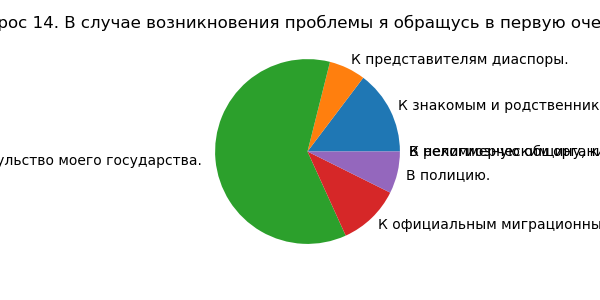 рос 14. В случае возникновения проблемы я обращусь в первую оче
К представителям диаспоры.
К знакомым и родственник
ульство моего государства.
В полицию.
К официальным миграционны